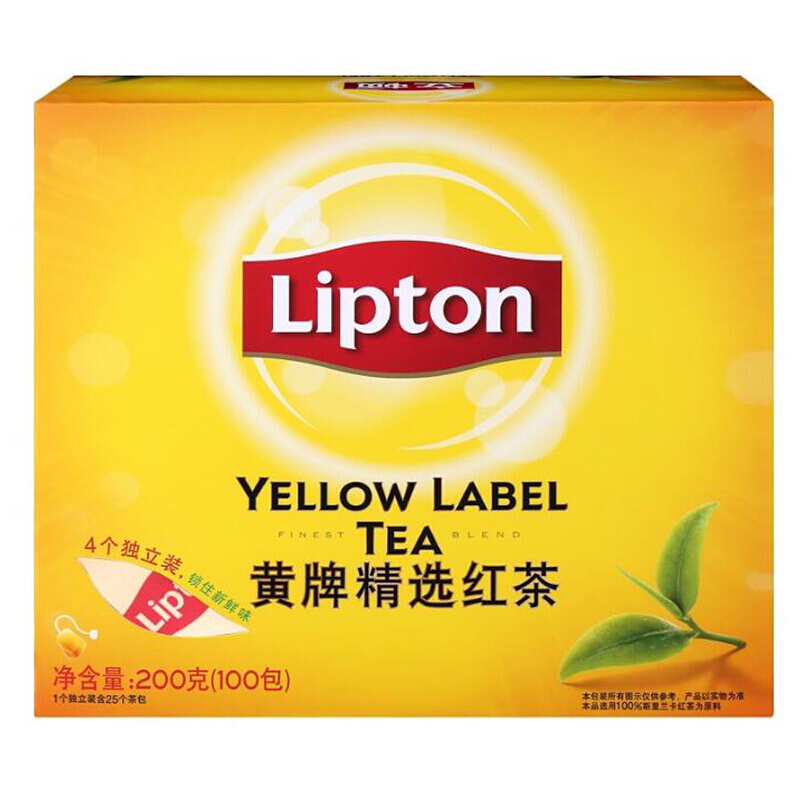 Lipton
YELLOW LABEL
FINEST TEA BLEND
黄牌精选红茶
4个独立装,锁住新鲜味
Lipt
净含量:200克(100包)
1个独立装含25个茶包
本包装所有图示仅供参考,产品以实物为准
本品选用100%斯里兰卡红茶为原料